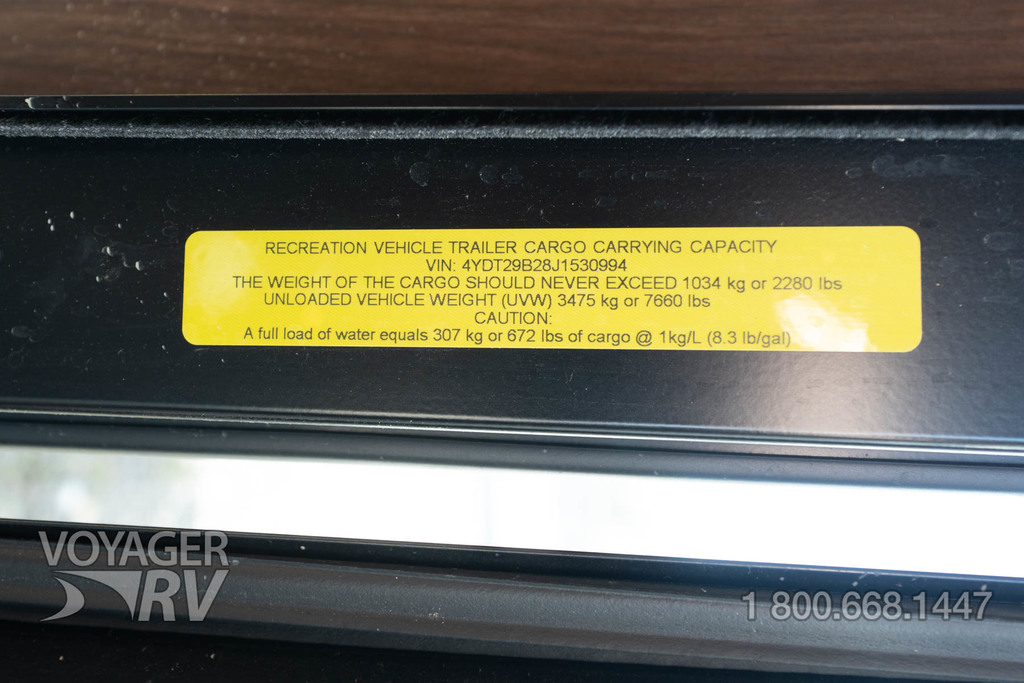 RECREATION VEHICLE TRAILER CARGO CARRYING CAPACITY
VIN: 4YDT29B28J1530994
THE WEIGHT OF THE CARGO SHOULD NEVER EXCEED 1034 kg or 2280 lbs
UNLOADED VEHICLE WEIGHT (UVW) 3475 kg or 7660 lbs
CAUTION:
A full load of water equals 307 kg or 672 lbs of cargo @ 1kg/L (8.3 lb/gal)
VOYAGER
RV
1 800.668.1447